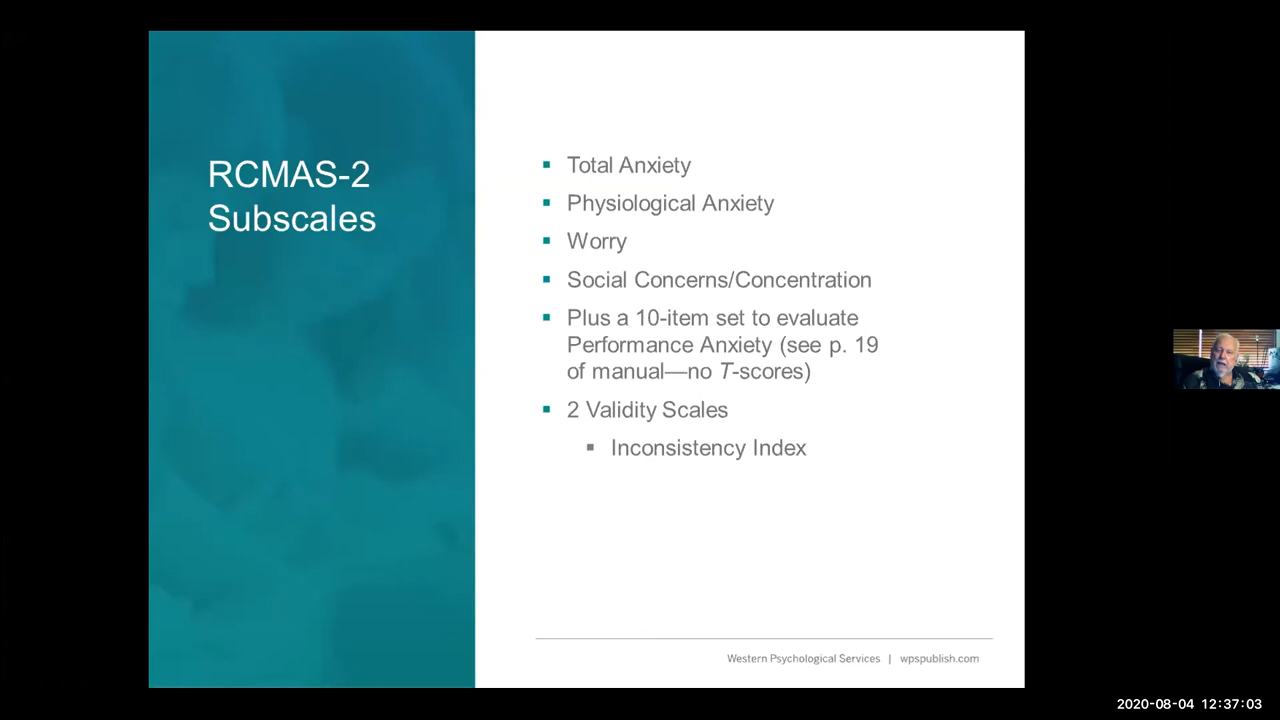 RCMAS-2
Subscales
Total Anxiety
Physiological Anxiety
Worry
Social Concerns/Concentration
Plus a 10-item set to evaluate
Performance Anxiety (see p. 19
of manual—no T-scores)
2 Validity Scales
Inconsistency Index
Western Psychological Services | wpspublish.com
2020-08-04 12:37:03